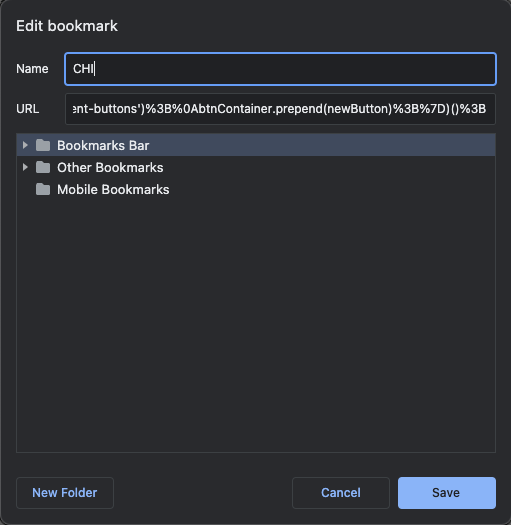 Edit bookmark
Name CHI
URL ent-buttons')%3B%0AbtnContainer.prepend(newButton)%3B%7D)()%3B
Bookmarks Bar
Other Bookmarks
Mobile Bookmarks
New Folder Cancel Save